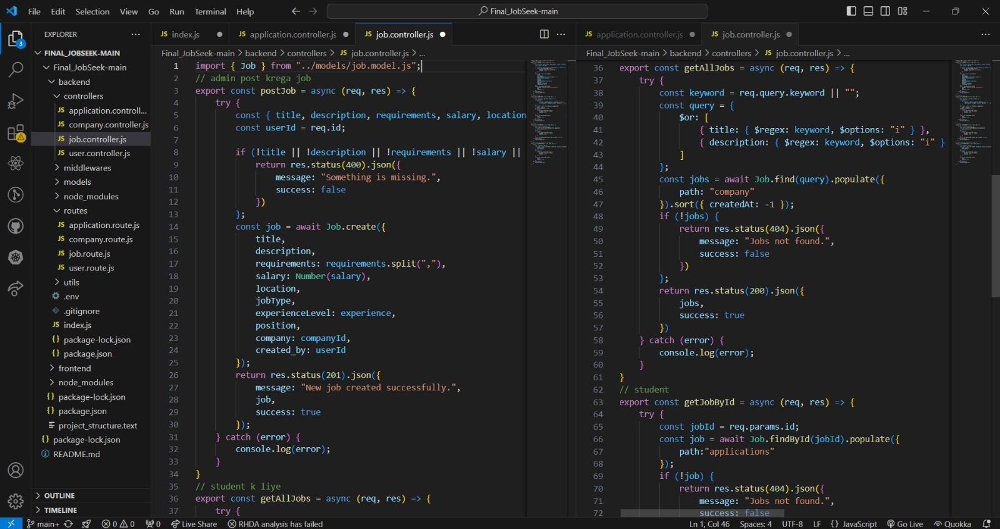 File Edit Selection View Go Run Terminal Help
Final_JobSeek-main
EXPLORER
FINAL_JOBSEEK-MAIN
Final_JobSeek-main
backend
controllers
JS application.controll...
JS company.controller.js
JS job.controller.js
JS user.controller.js
middlewares
models
node_modules
routes
JS application.route.js
JS company.route.js
JS job.route.js
JS user.route.js
utils
.env
.gitignore
JS index.js
{} package-lock.json
{} package.json
frontend
node_modules
{} package-lock.json
{} package.json
project_structure.text
{} package-lock.json
README.md
OUTLINE
TIMELINE
3
JS index.js JS application.controller.js JS job.controller.js
Final_JobSeek-main > backend > controllers > JS job.controller.js > ...
1 import { Job } from "../models/job.model.js";
2 // admin post krega job
3 export const postJob = async (req, res) => {
4 try {
5 const { title, description, requirements, salary, location
6 const userId = req.id;
7
8 if (!title || !description || !requirements || !salary ||
9 return res.status(400).json({
10 message: "Something is missing.",
11 success: false
12 })
13 };
14 const job = await Job.create({
15 title,
16 description,
17 requirements: requirements.split(","),
18 salary: Number(salary),
19 location,
20 jobType,
21 experienceLevel: experience,
22 position,
23 company: companyId,
24 created_by: userId
25 });
26 return res.status(201).json({
27 message: "New job created successfully.",
28 job,
29 success: true
30 });
31 } catch (error) {
32 console.log(error);
33 }
34 }
35 // student k liye
36 export const getAllJobs = async (req, res) => {
37 try {
JS application.controller.js JS job.controller.js
Final_JobSeek-main > backend > controllers > JS job.controller.js > ...
36 export const getAllJobs = async (req, res) => {
37 try {
38 const keyword = req.query.keyword || "";
39 const query = {
40 $or: [
41 { title: { $regex: keyword, $options: "i" } },
42 { description: { $regex: keyword, $options: "i" }
43 ]
44 };
45 const jobs = await Job.find(query).populate({
46 path: "company"
47 }).sort({ createdAt: -1 });
48 if (!jobs) {
49 return res.status(404).json({
50 message: "Jobs not found.",
51 success: false
52 })
53 };
54 return res.status(200).json({
55 jobs,
56 success: true
57 })
58 } catch (error) {
59 console.log(error);
60 }
61 }
62 // student
63 export const getJobById = async (req, res) => {
64 try {
65 const jobId = req.params.id;
66 const job = await Job.findById(jobId).populate({
67 path:"applications"
68 });
69 if (!job) {
70 return res.status(404).json({
71 message: "Jobs not found.",
72 success: false
main+ 0 0 0 Live Share RHDA analysis has failed
Ln 1, Col 46 Spaces: 4 UTF-8 LF {} JavaScript Go Live Quokka